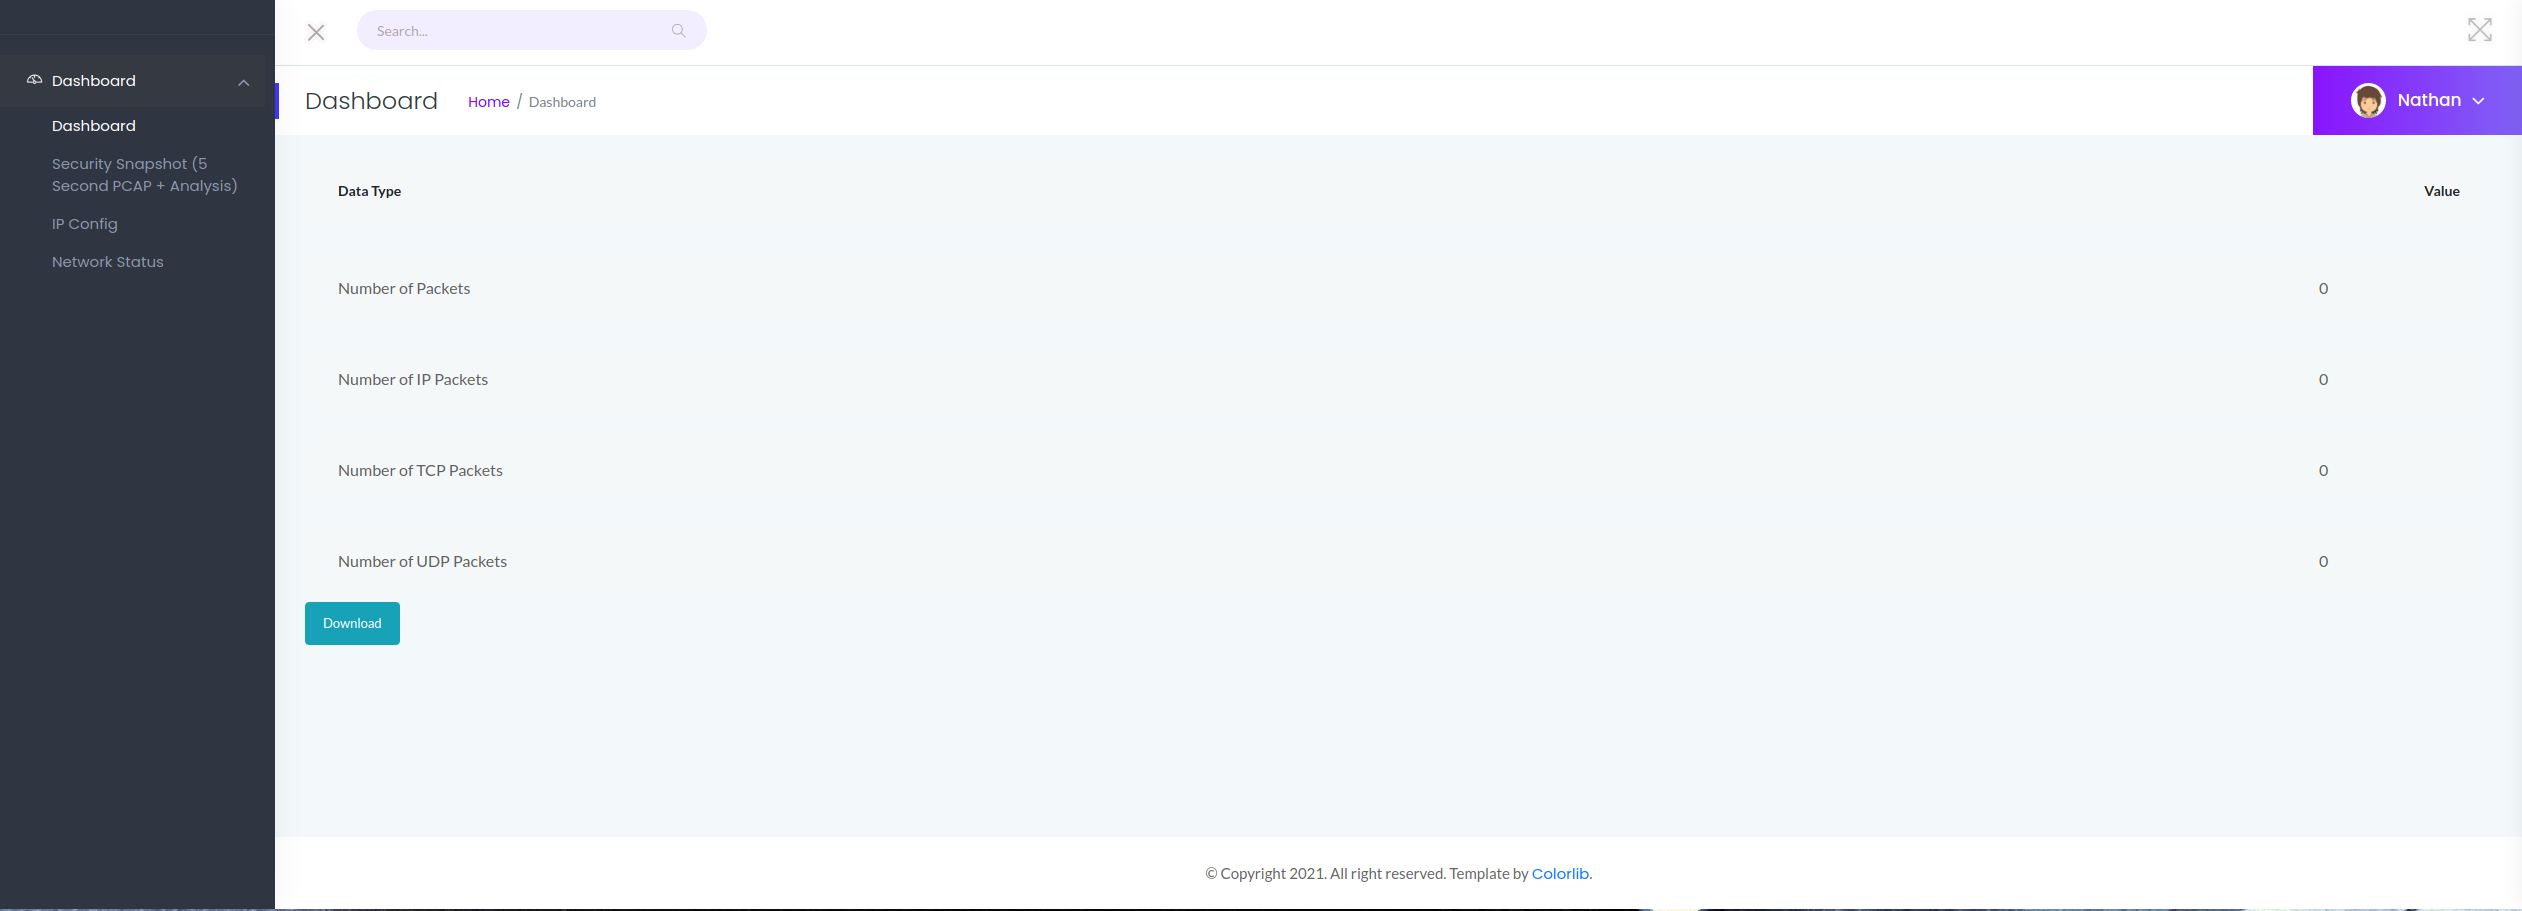 Search...
Dashboard
Dashboard
Security Snapshot (5
Second PCAP + Analysis)
IP Config
Network Status
Dashboard Home / Dashboard
Nathan
Data Type Value
Number of Packets 0
Number of IP Packets 0
Number of TCP Packets 0
Number of UDP Packets 0
Download
© Copyright 2021. All right reserved. Template by Colorlib.